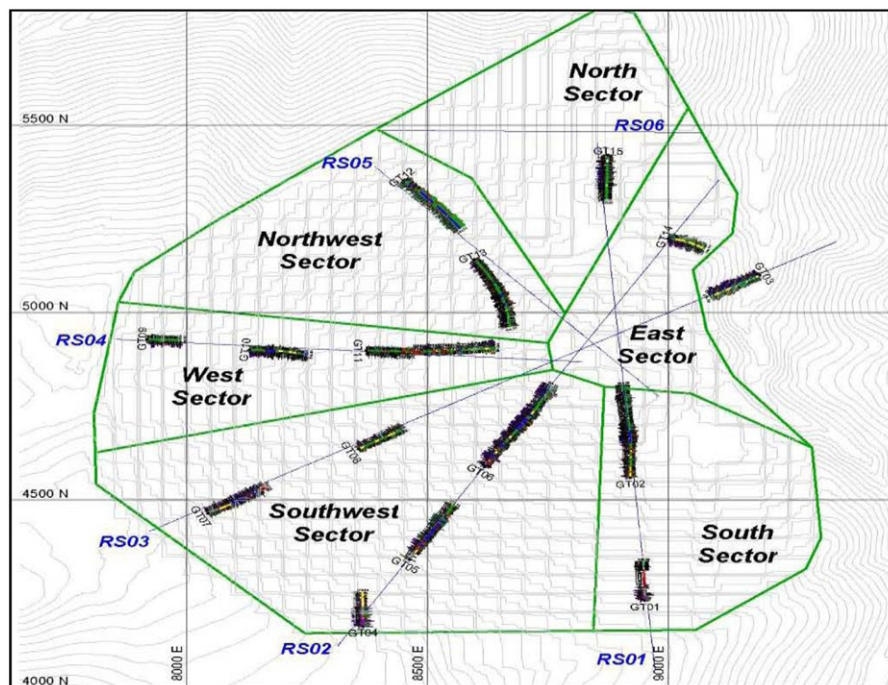 North
Sector
5500 N
RS06
RS05
GT15
GT12
GT14
Northwest
Sector
GT13
GT03
5000 N
RS04
GT09
GT10
GT11
East
Sector
West
Sector
GT08
GT06
GT02
4500 N
GT07
Southwest
Sector
South
Sector
RS03
GT05
GT01
GT04
RS02
RS01
8000 E
8500 E
9000 E
4000 N